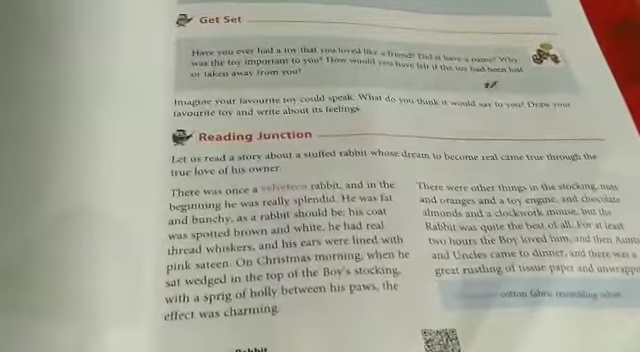 Get Set
Have you ever had a toy that you loved like a friend? Did it have a name? Why
was the toy important to you? How would you have felt if the toy had been lost
or taken away from you?
Imagine your favourite toy could speak. What do you think it would say to you? Draw your
favourite toy and write about its feelings.
Reading Junction
Let us read a story about a stuffed rabbit whose dream to become real came true through the
true love of his owner.
There was once a velveteen rabbit, and in the
beginning he was really splendid. He was fat
and bunchy, as a rabbit should be; his coat
was spotted brown and white, he had real
thread whiskers, and his ears were lined with
pink sateen. On Christmas morning, when he
sat wedged in the top of the Boy's stocking,
with a sprig of holly between his paws, the
effect was charming.
There were other things in the stocking, nuts
and oranges and a toy engine, and chocolate
almonds and a clockwork mouse, but the
Rabbit was quite the best of all. For at least
two hours the Boy loved him, and then Aunts
and Uncles came to dinner, and there was a
great rustling of tissue paper and unwrapping
cotton fabric resembling velvet
Rabbit